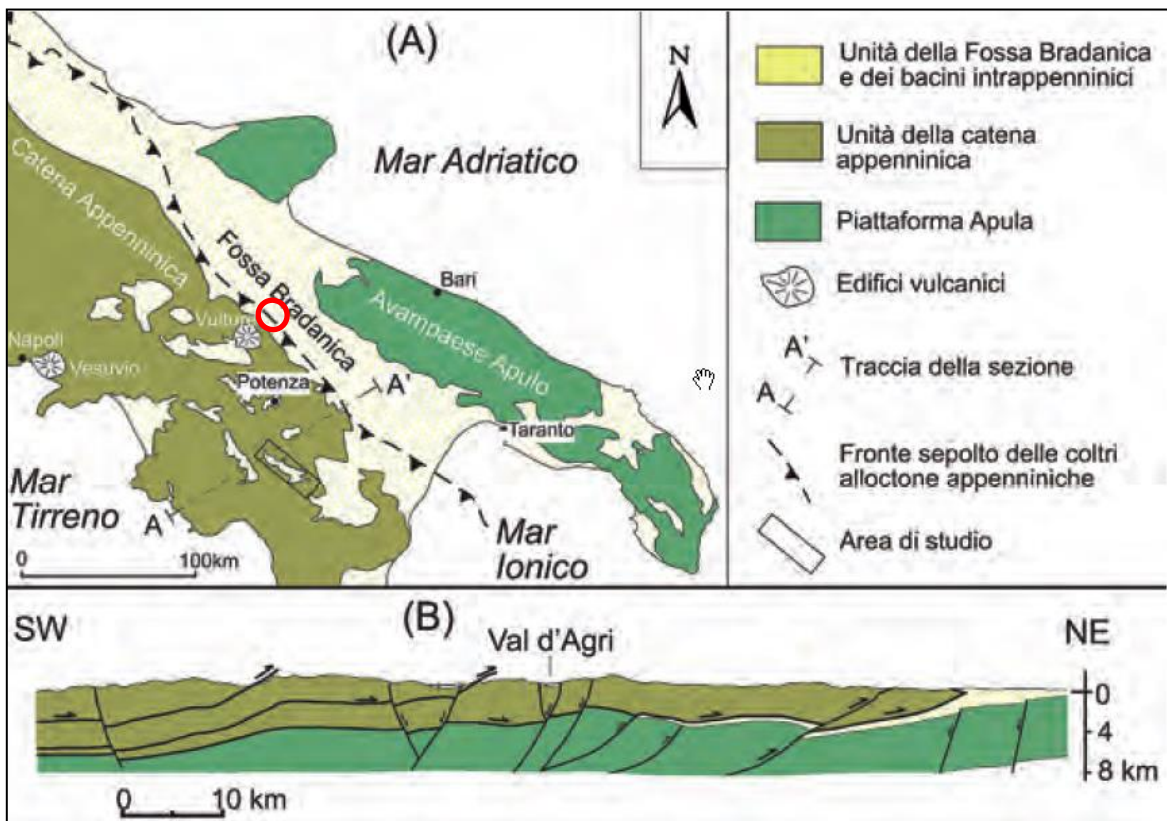 (A)
N
Mar Adriatico
Catena Appenninica
Fossa Bradanica
Bari
Avampaese Apulo
Vulture
Napoli
Vesuvio
Potenza
A'
Taranto
Mar
Tirreno
A
Mar
Ionico
0 100km
Unità della Fossa Bradanica
e dei bacini intrappenninici
Unità della catena
appenninica
Piattaforma Apula
Edifici vulcanici
A'
Traccia della sezione
A
Fronte sepolto delle coltri
alloctone appenniniche
Area di studio
SW
(B)
NE
Val d'Agri
0
4
8 km
0 10 km